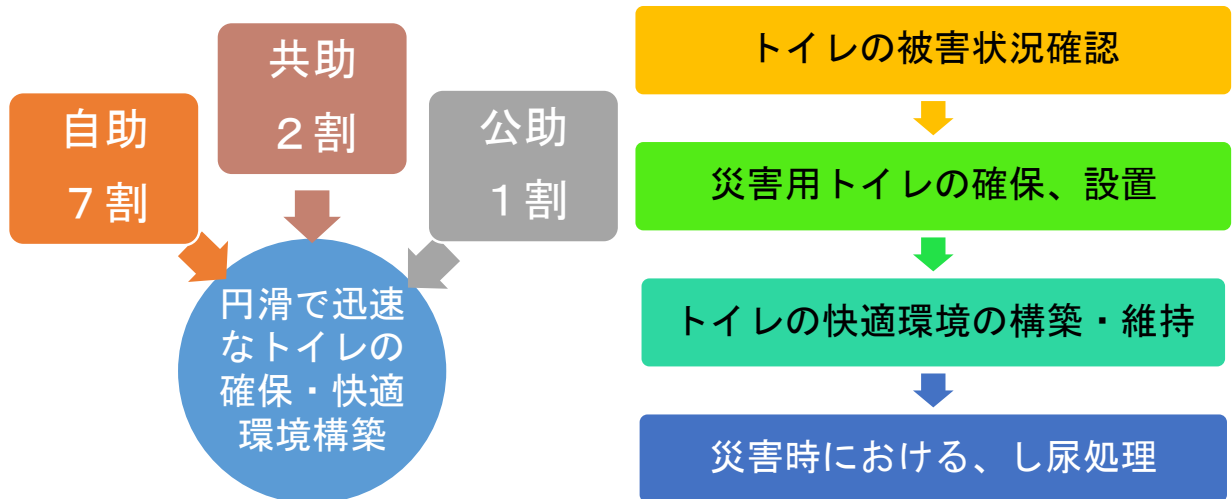 自助
７割
共助
２割
公助
１割
円滑で迅速
なトイレの
確保・快適
環境構築
トイレの被害状況確認
災害用トイレの確保、設置
トイレの快適環境の構築・維持
災害時における、し尿処理